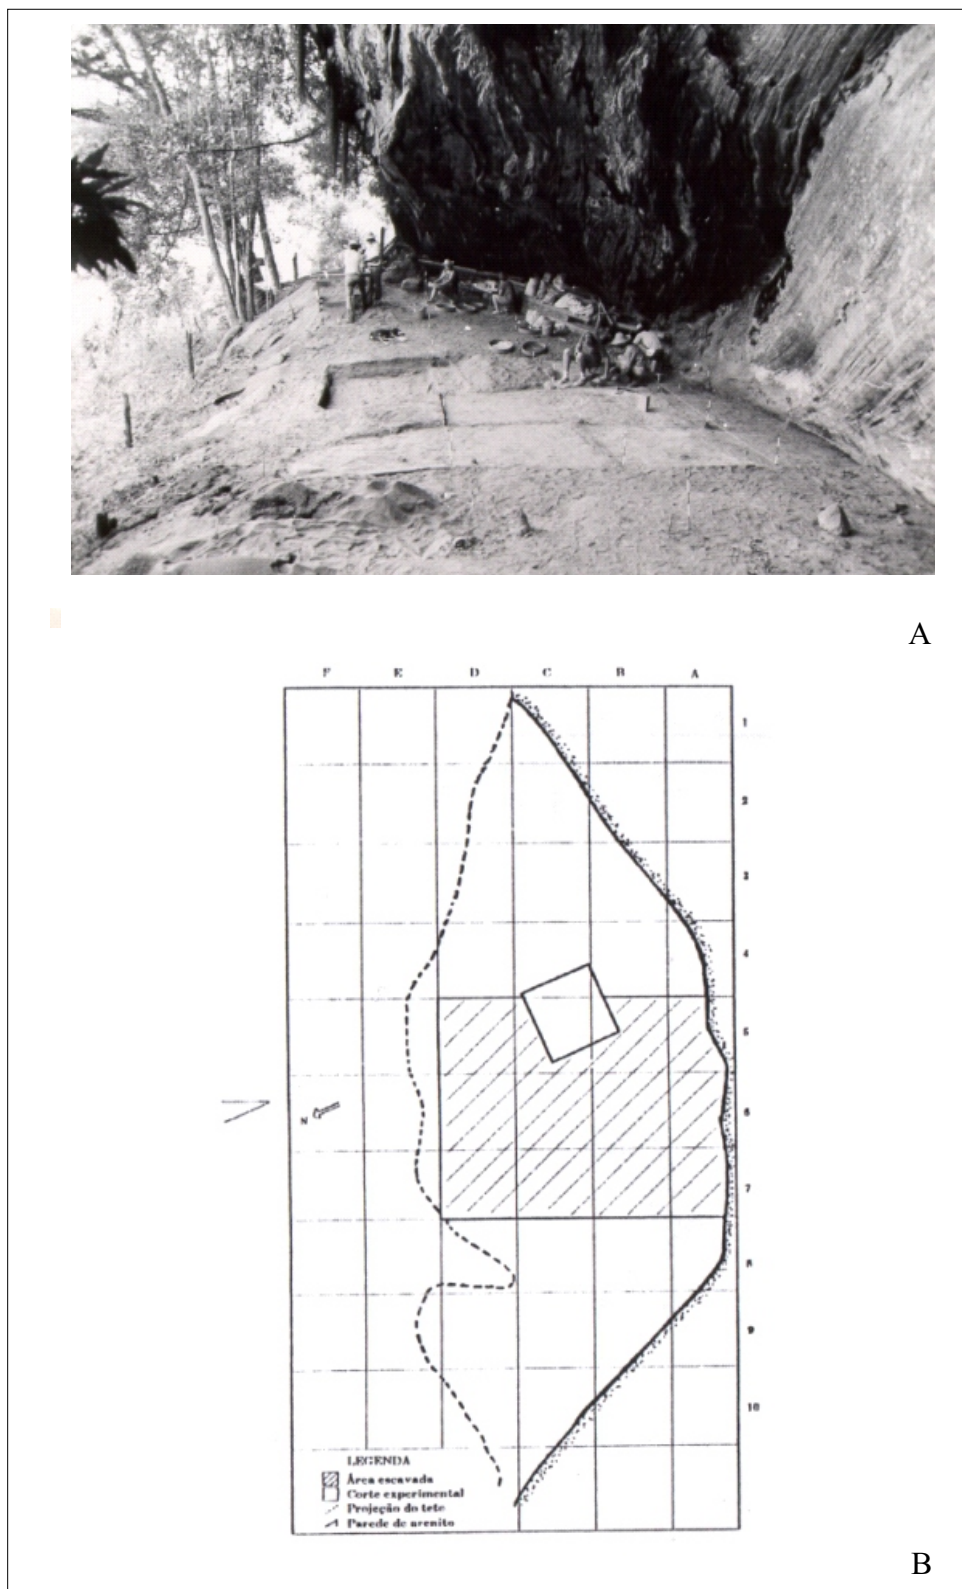 A
F E D C B A
1
2
3
4
5
N
6
7
8
9
10
LEGENDA
Área escavada
Corte experimental
Projeção do teto
Parede de arenito
B